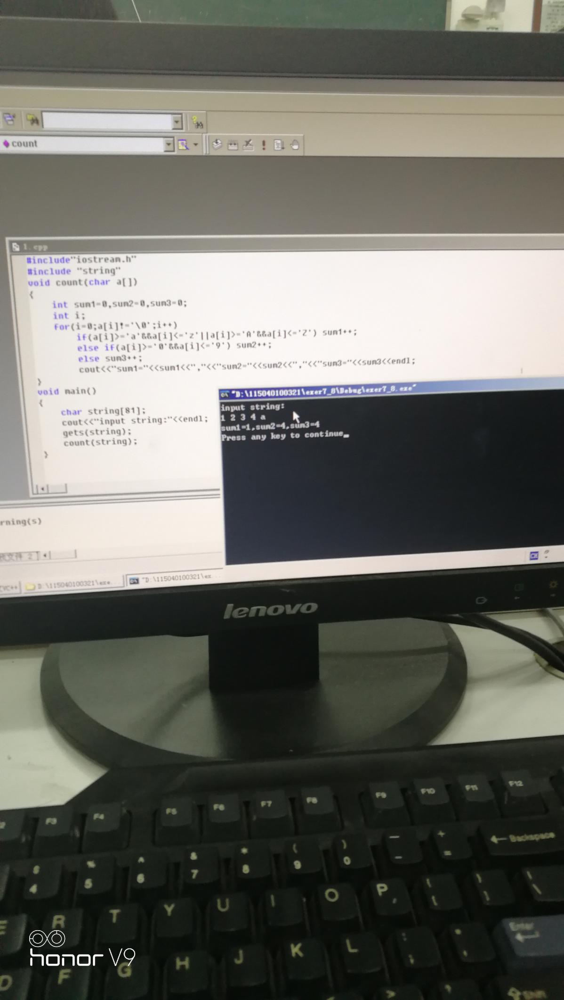 count
1.cpp
#include"iostream.h"
#include "string"
void count(char a[])
{
int sum1=0,sum2=0,sum3=0;
int i;
for(i=0;a[i]!='\0';i++)
if(a[i]>='a'&&a[i]<='z'||a[i]>='A'&&a[i]<='Z') sum1++;
else if(a[i]>='0'&&a[i]<='9') sum2++;
else sum3++;
cout<<"sum1="<<sum1<<","<<"sum2="<<sum2<<","<<"sum3="<<sum3<<endl;
}
void main()
{
char string[81];
cout<<"input string:"<<endl;
gets(string);
count(string);
}
"D:\115040100321\exer7_8\Debug\exer7_8.exe"
input string:
1 2 3 4 a
sum1=1,sum2=4,sum3=4
Press any key to continue_
rning(s)
文件 2
VC++
D:\115040100321\exe...
"D:\115040100321\ex...
CH
lenovo
F3 F4 F5 F6 F7 F8 F9 F10 F11 F12
$ % ^ & * ( ) — +
4 5 6 7 8 9 0 - =
← Backspace
E R T Y U I O P { [ } ] | \
D F G H J K L : ; " '
Enter
>
honor V9